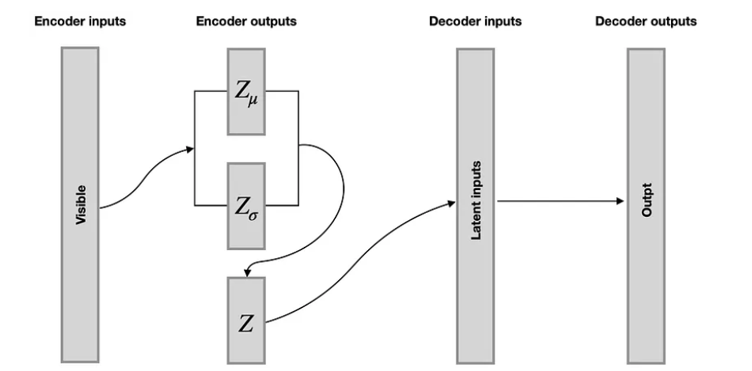 Encoder inputs
Encoder outputs
Decoder inputs
Decoder outputs
Visible
Zμ
Zσ
Z
Latent inputs
Outpt